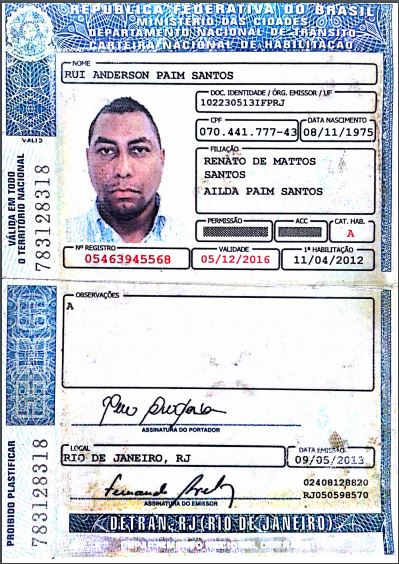 REPÚBLICA FEDERATIVA DO BRASIL
MINISTÉRIO DAS CIDADES
DEPARTAMENTO NACIONAL DE TRÂNSITO
CARTEIRA NACIONAL DE HABILITAÇÃO
NOME
RUI ANDERSON PAIM SANTOS
DOC. IDENTIDADE / ÓRG. EMISSOR / UF
102230513IFPRJ
CPF
070.441.777-43
DATA NASCIMENTO
08/11/1975
FILIAÇÃO
RENATO DE MATTOS
SANTOS
AILDA PAIM SANTOS
PERMISSÃO
ACC
CAT. HAB.
A
Nº REGISTRO
05463945568
VALIDADE
05/12/2016
1ª HABILITAÇÃO
11/04/2012
VÁLIDA EM TODO
O TERRITÓRIO NACIONAL
783128318
OBSERVAÇÕES
A
ASSINATURA DO PORTADOR
LOCAL
RIO DE JANEIRO, RJ
DATA EMISSÃO
09/05/2013
ASSINATURA DO EMISSOR
02408128820
RJ050598570
DETRAN, RJ (RIO DE JANEIRO)
PROIBIDO PLASTIFICAR
783128318